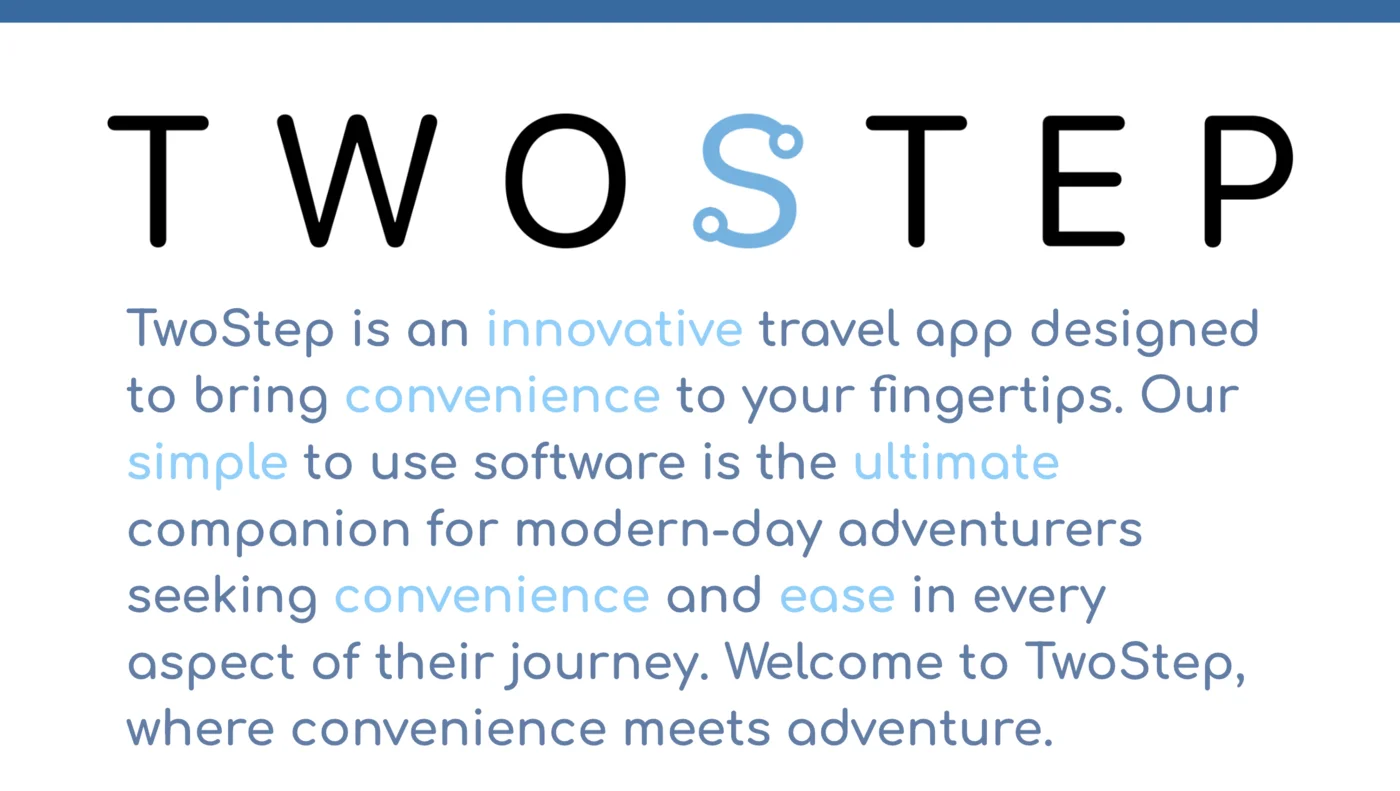 TWOSTEP
TwoStep is an innovative travel app designed
to bring convenience to your fingertips. Our
simple to use software is the ultimate
companion for modern-day adventurers
seeking convenience and ease in every
aspect of their journey. Welcome to TwoStep,
where convenience meets adventure.